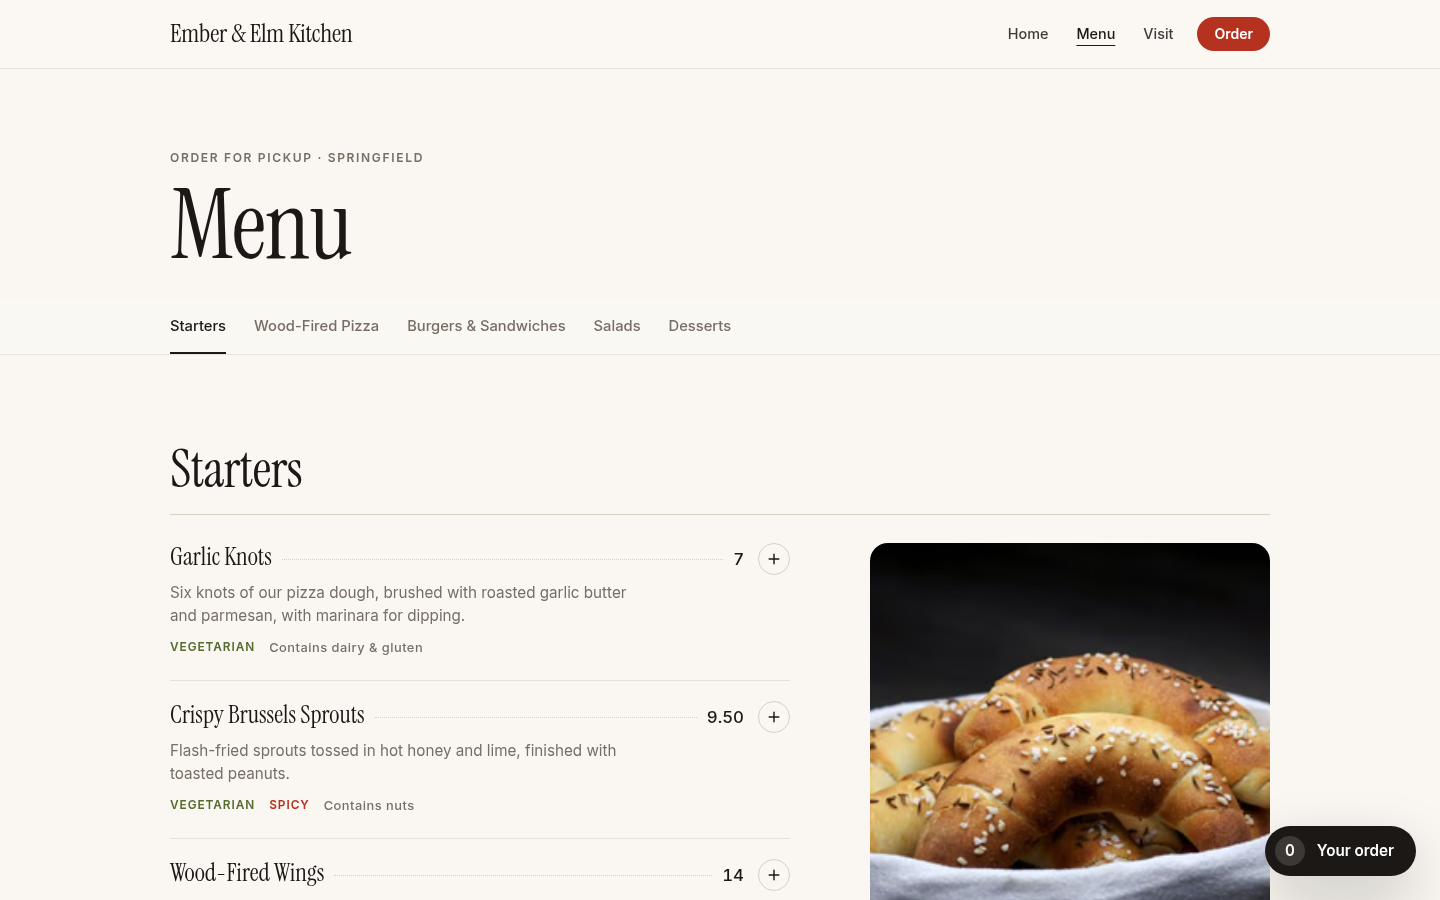 Ember & Elm Kitchen
Home
Menu
Visit
Order
ORDER FOR PICKUP · SPRINGFIELD
Menu
Starters
Wood-Fired Pizza
Burgers & Sandwiches
Salads
Desserts
Starters
Garlic Knots 7 +
Six knots of our pizza dough, brushed with roasted garlic butter
and parmesan, with marinara for dipping.
VEGETARIAN Contains dairy & gluten
Crispy Brussels Sprouts 9.50 +
Flash-fried sprouts tossed in hot honey and lime, finished with
toasted peanuts.
VEGETARIAN SPICY Contains nuts
Wood-Fired Wings 14 +
0 Your order